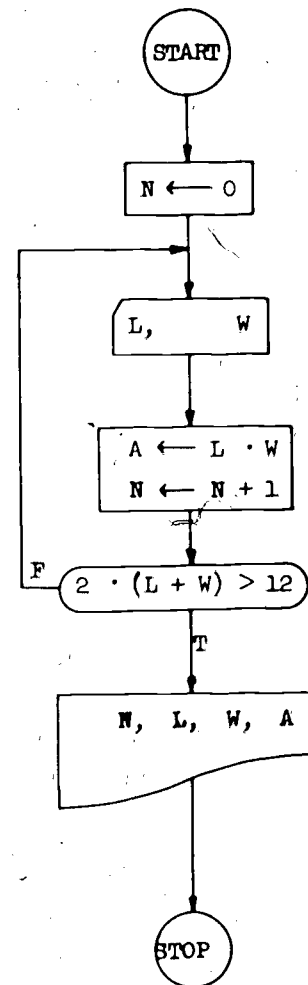 START
N ← 0
L, W
A ← L · W
N ← N + 1
F
2 · (L + W) > 12
T
N, L, W, A
STOP